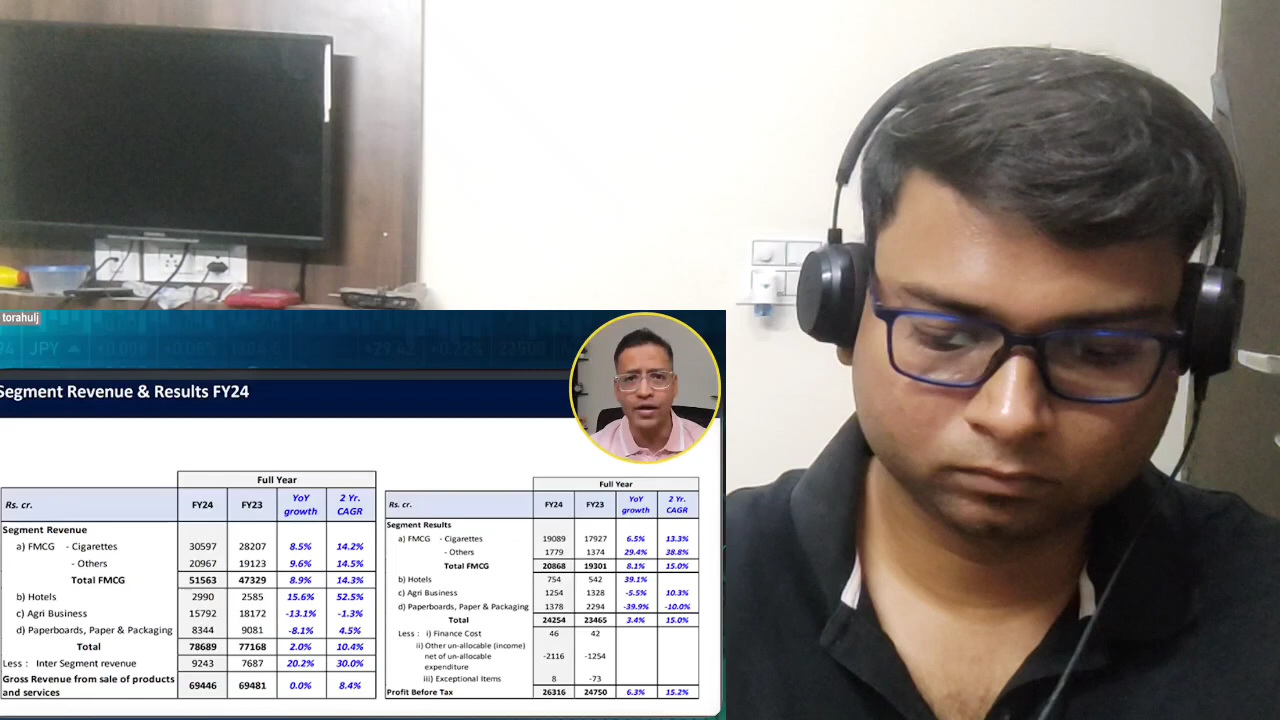 torahulj
94 JPY +0.008 +29.42 +0.22% 23900
Segment Revenue & Results FY24
Full Year
Rs. cr. FY24 FY23 YoY growth 2 Yr. CAGR
Segment Revenue
a) FMCG - Cigarettes 30597 28207 8.5% 14.2%
- Others 20967 19123 9.6% 14.5%
Total FMCG 51563 47329 8.9% 14.3%
b) Hotels 2990 2585 15.6% 52.5%
c) Agri Business 15792 18172 -13.1% -1.3%
d) Paperboards, Paper & Packaging 8344 9081 -8.1% 4.5%
Total 78689 77168 2.0% 10.4%
Less : Inter Segment revenue 9243 7687 20.2% 30.0%
Gross Revenue from sale of products and services 69446 69481 0.0% 8.4%
Full Year
Rs. cr. FY24 FY23 YoY growth 2 Yr. CAGR
Segment Results
a) FMCG - Cigarettes 19089 17927 6.5% 13.3%
- Others 1779 1374 29.4% 38.8%
Total FMCG 20868 19301 8.1% 15.0%
b) Hotels 754 542 39.1%
c) Agri Business 1254 1328 -5.5% 10.3%
d) Paperboards, Paper & Packaging 1378 2294 -39.9% -10.0%
Total 24254 23465 3.4% 15.0%
Less : i) Finance Cost 46 42
ii) Other un-allocable (income) net of un-allocable expenditure -2116 -1254
iii) Exceptional Items 8 -73
Profit Before Tax 26316 24750 6.3% 15.2%